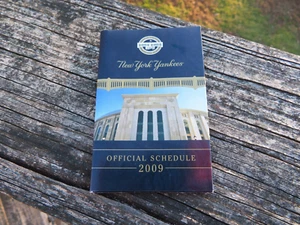 New York Yankees
OFFICIAL SCHEDULE
2009